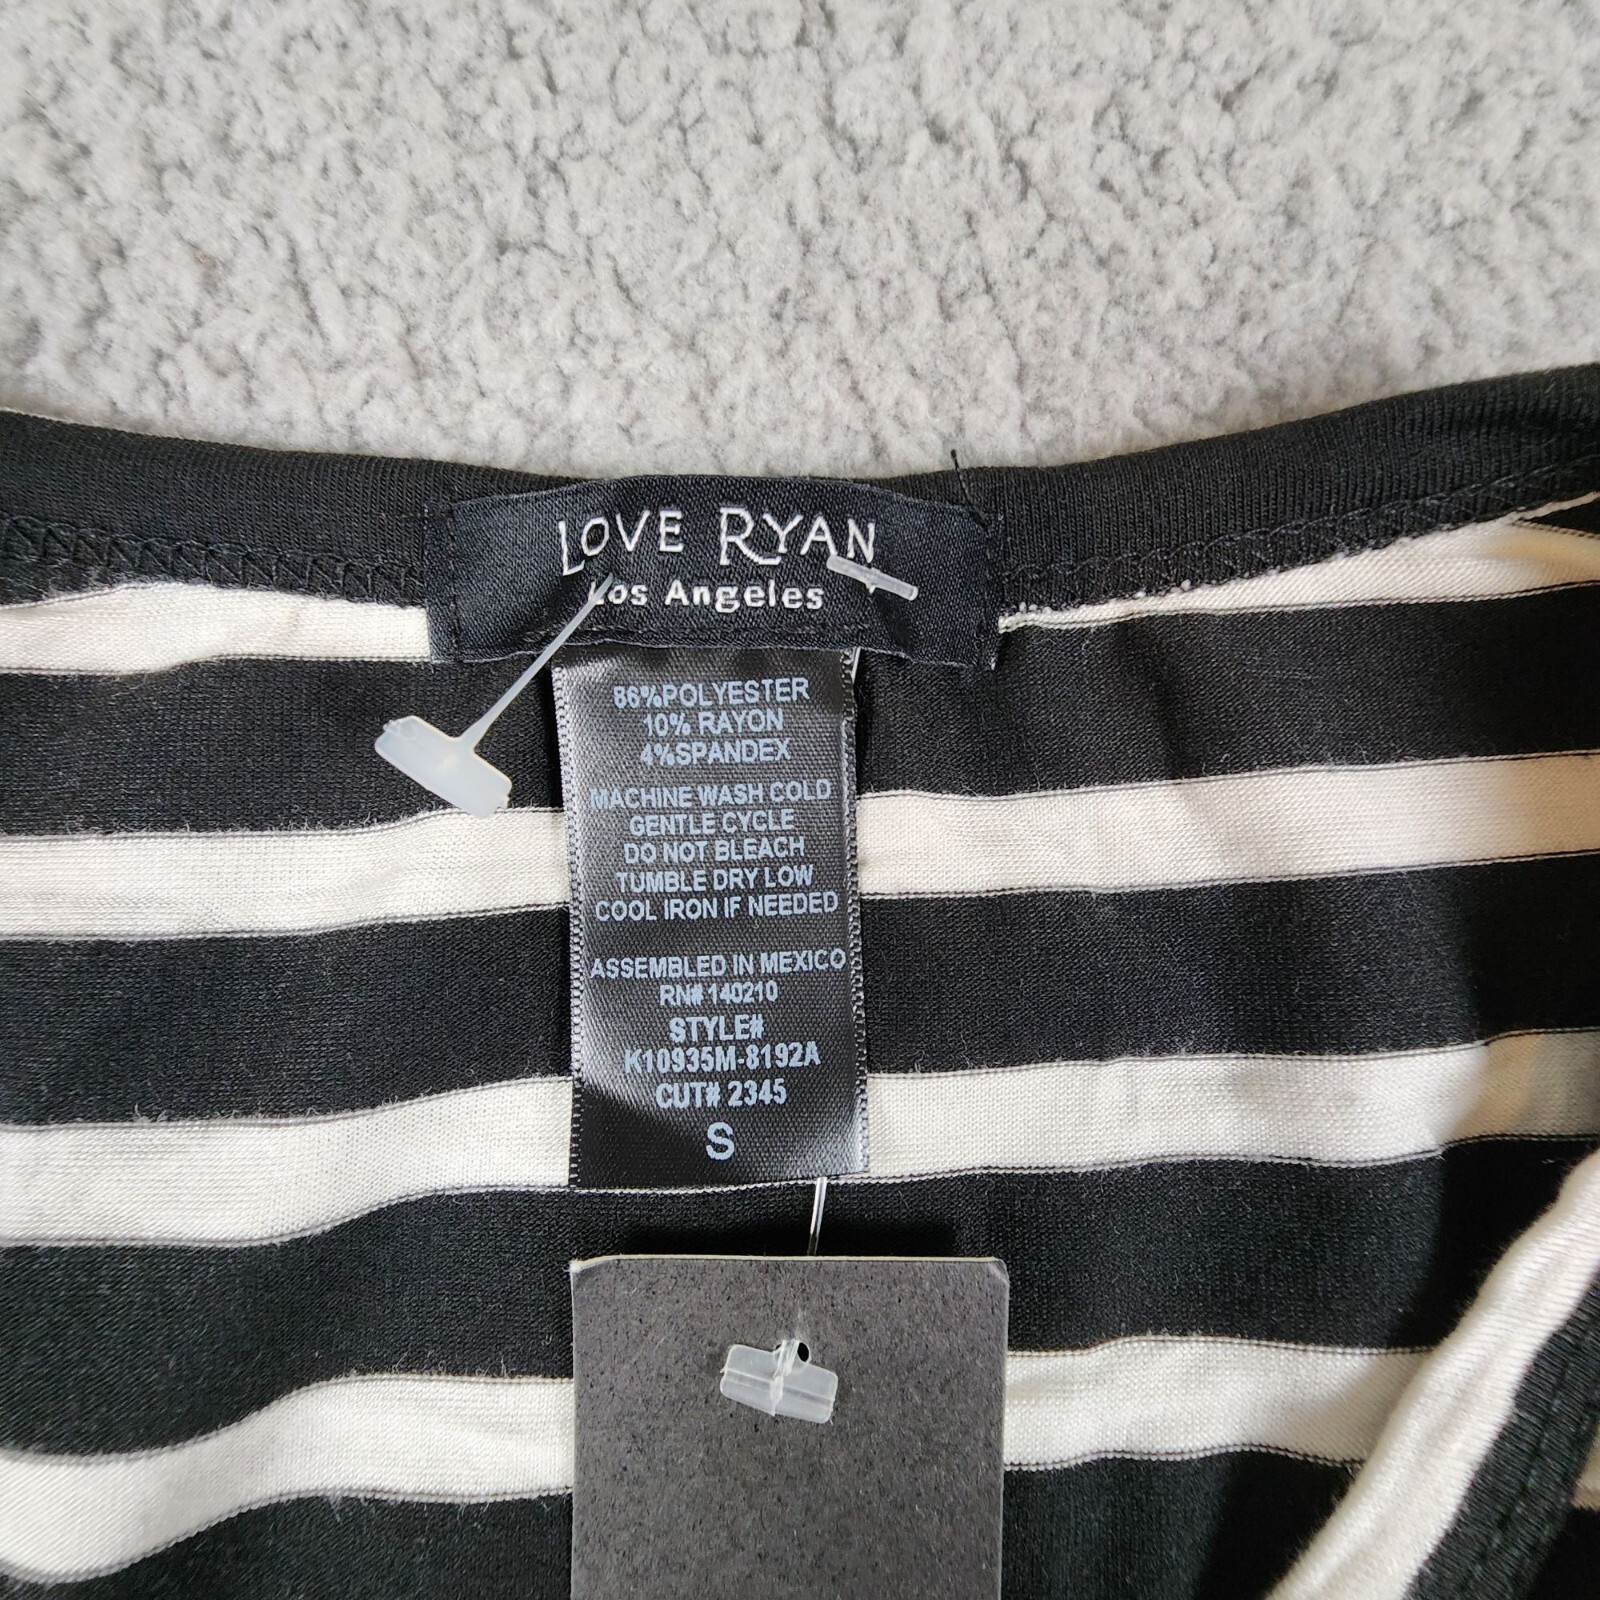 LOVE RYAN
Los Angeles
86%POLYESTER
10% RAYON
4%SPANDEX
MACHINE WASH COLD
GENTLE CYCLE
DO NOT BLEACH
TUMBLE DRY LOW
COOL IRON IF NEEDED
ASSEMBLED IN MEXICO
RN# 140210
STYLE#
K10935M-8192A
CUT# 2345
S